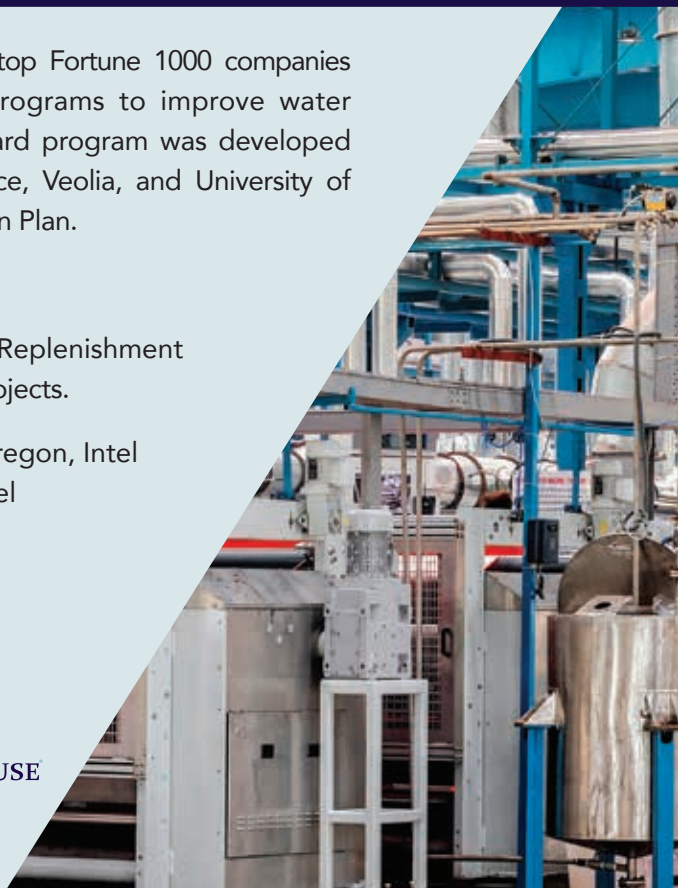 top Fortune 1000 companies
rograms to improve water
ard program was developed
ce, Veolia, and University of
n Plan.
Replenishment
ojects.
regon, Intel
el
USE